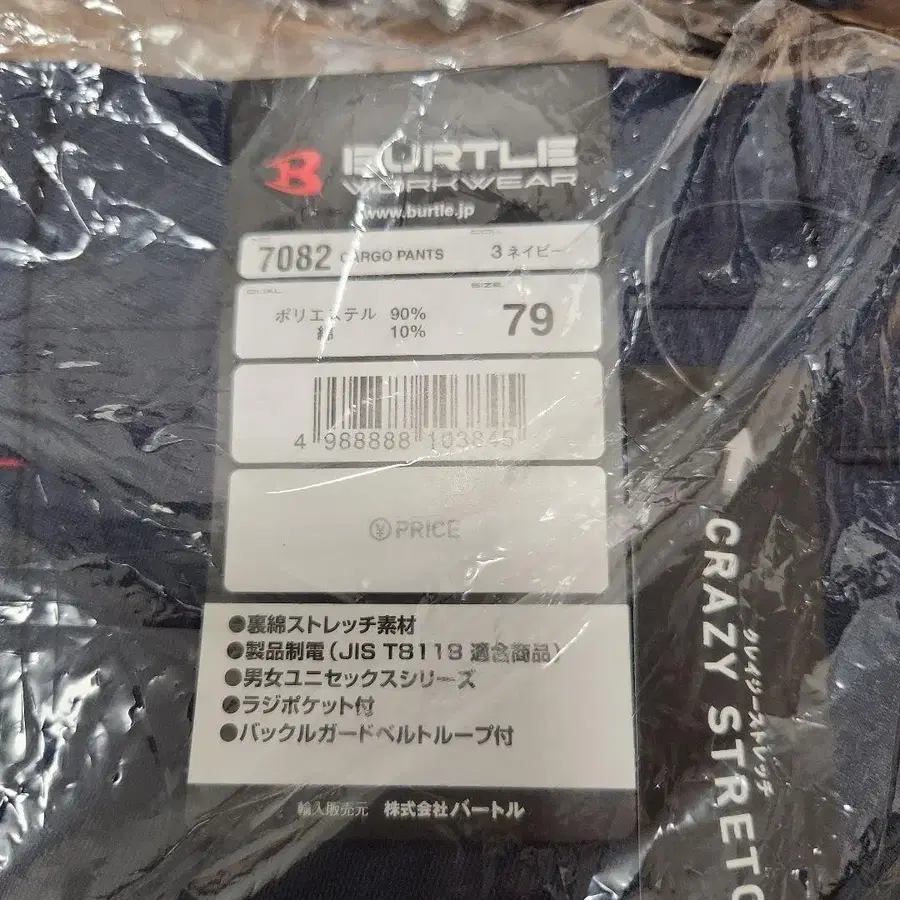 BURTLE
WORKWEAR
www.burtle.jp
7082 CARGO PANTS 3 ネイビー
SIZE
ポリエステル 90%
綿 10%
79
4 988888 103845
¥ PRICE
●裏綿ストレッチ素材
●製品制電(JIS T8118 適合商品)
●男女ユニセックスシリーズ
●ラジポケット付
●バックルガードベルトループ付
輸入販売元 株式会社バートル
クレイジーストレッチ
CRAZY STRETC